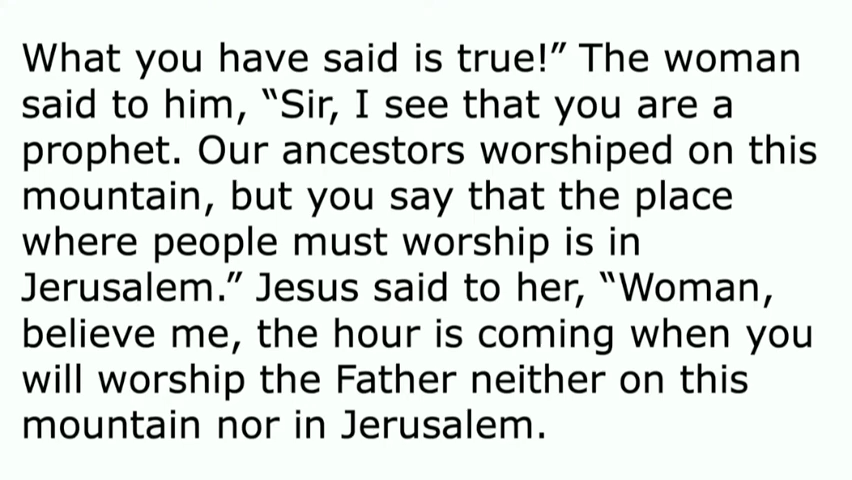 What you have said is true!” The woman
said to him, “Sir, I see that you are a
prophet. Our ancestors worshiped on this
mountain, but you say that the place
where people must worship is in
Jerusalem.” Jesus said to her, “Woman,
believe me, the hour is coming when you
will worship the Father neither on this
mountain nor in Jerusalem.